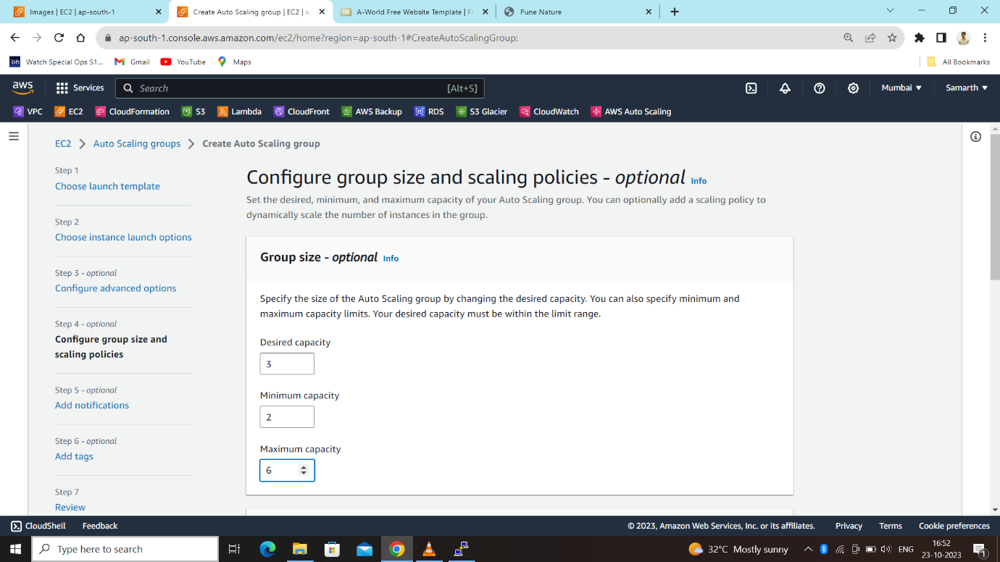 Images | EC2 | ap-south-1
Create Auto Scaling group | EC2 | a
A-World Free Website Template | Fr
Pune Nature
ap-south-1.console.aws.amazon.com/ec2/home?region=ap-south-1#CreateAutoScalingGroup:
Watch Special Ops S1...
Gmail
YouTube
Maps
All Bookmarks
aws
Services
Search
[Alt+S]
Mumbai
Samarth
VPC
EC2
CloudFormation
S3
Lambda
CloudFront
AWS Backup
RDS
S3 Glacier
CloudWatch
AWS Auto Scaling
EC2
Auto Scaling groups
Create Auto Scaling group
Step 1
Choose launch template
Step 2
Choose instance launch options
Step 3 - optional
Configure advanced options
Step 4 - optional
Configure group size and
scaling policies
Step 5 - optional
Add notifications
Step 6 - optional
Add tags
Step 7
Review
Configure group size and scaling policies - optional Info
Set the desired, minimum, and maximum capacity of your Auto Scaling group. You can optionally add a scaling policy to
dynamically scale the number of instances in the group.
Group size - optional Info
Specify the size of the Auto Scaling group by changing the desired capacity. You can also specify minimum and
maximum capacity limits. Your desired capacity must be within the limit range.
Desired capacity
3
Minimum capacity
2
Maximum capacity
6
CloudShell
Feedback
© 2023, Amazon Web Services, Inc. or its affiliates.
Privacy
Terms
Cookie preferences
Type here to search
32°C Mostly sunny
ENG
16:52
23-10-2023
1